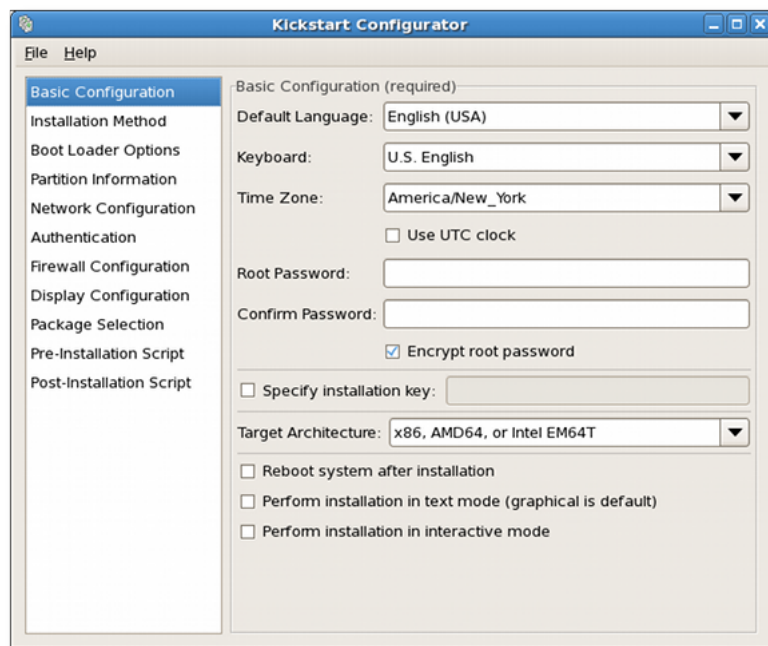 Kickstart Configurator
File Help
Basic Configuration
Installation Method
Boot Loader Options
Partition Information
Network Configuration
Authentication
Firewall Configuration
Display Configuration
Package Selection
Pre-Installation Script
Post-Installation Script
Basic Configuration (required)
Default Language: English (USA)
Keyboard: U.S. English
Time Zone: America/New_York
Use UTC clock
Root Password:
Confirm Password:
Encrypt root password
Specify installation key:
Target Architecture: x86, AMD64, or Intel EM64T
Reboot system after installation
Perform installation in text mode (graphical is default)
Perform installation in interactive mode